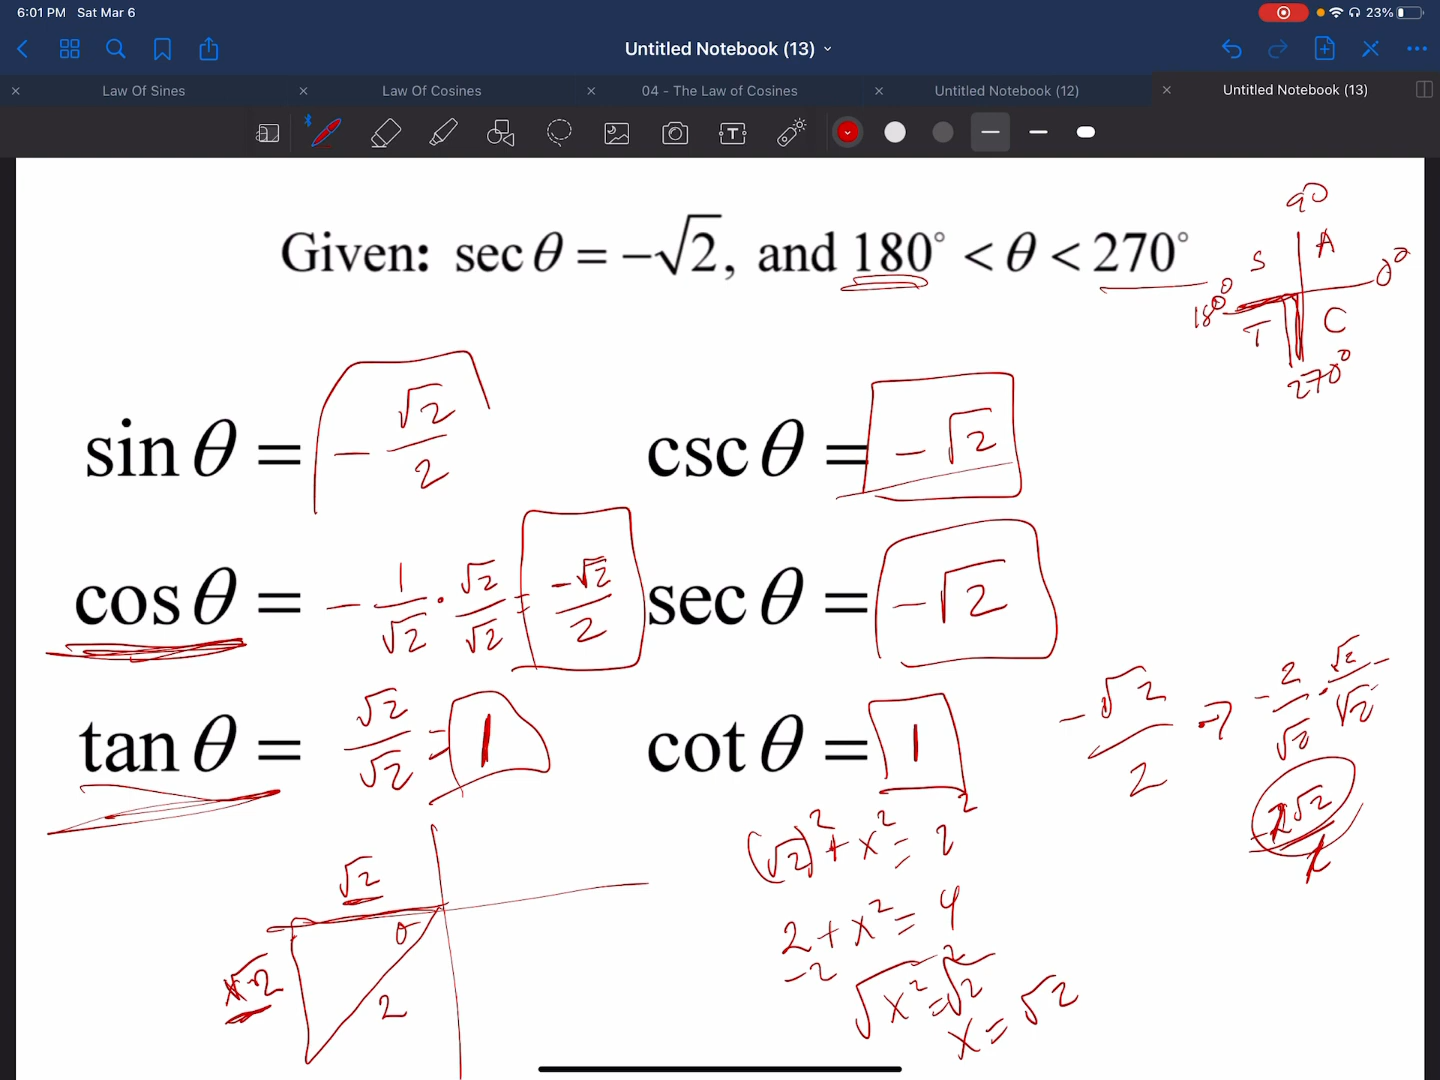 6:01 PM Sat Mar 6
23%
Untitled Notebook (13)
Law Of Sines
Law Of Cosines
04 - The Law of Cosines
Untitled Notebook (12)
Untitled Notebook (13)
T
Given: sec θ = −√2, and 180° < θ < 270°
90
S A
180° 0°
T C
270°
sin θ = − √2/2
csc θ = − √2
cos θ = − 1/√2 · √2/√2 = −√2/2
sec θ = −√2
tan θ = √2/√2 = 1
cot θ = 1
−√2/2 → −2/√2 · √2/√2
−2√2/2
√2
θ
√2
2
(√2)² + x² = 2²
2 + x² = 4
−2
√x² = √2
x = √2